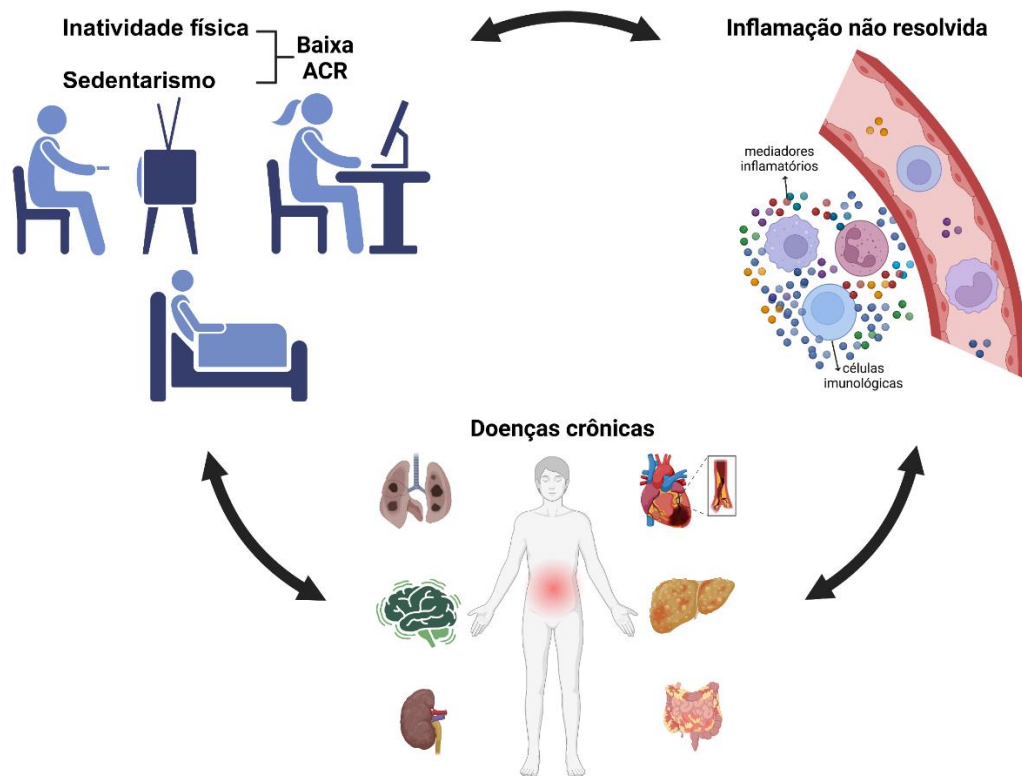 Inatividade física
Baixa
ACR
Sedentarismo
Inflamação não resolvida
mediadores
inflamatórios
células
imunológicas
Doenças crônicas